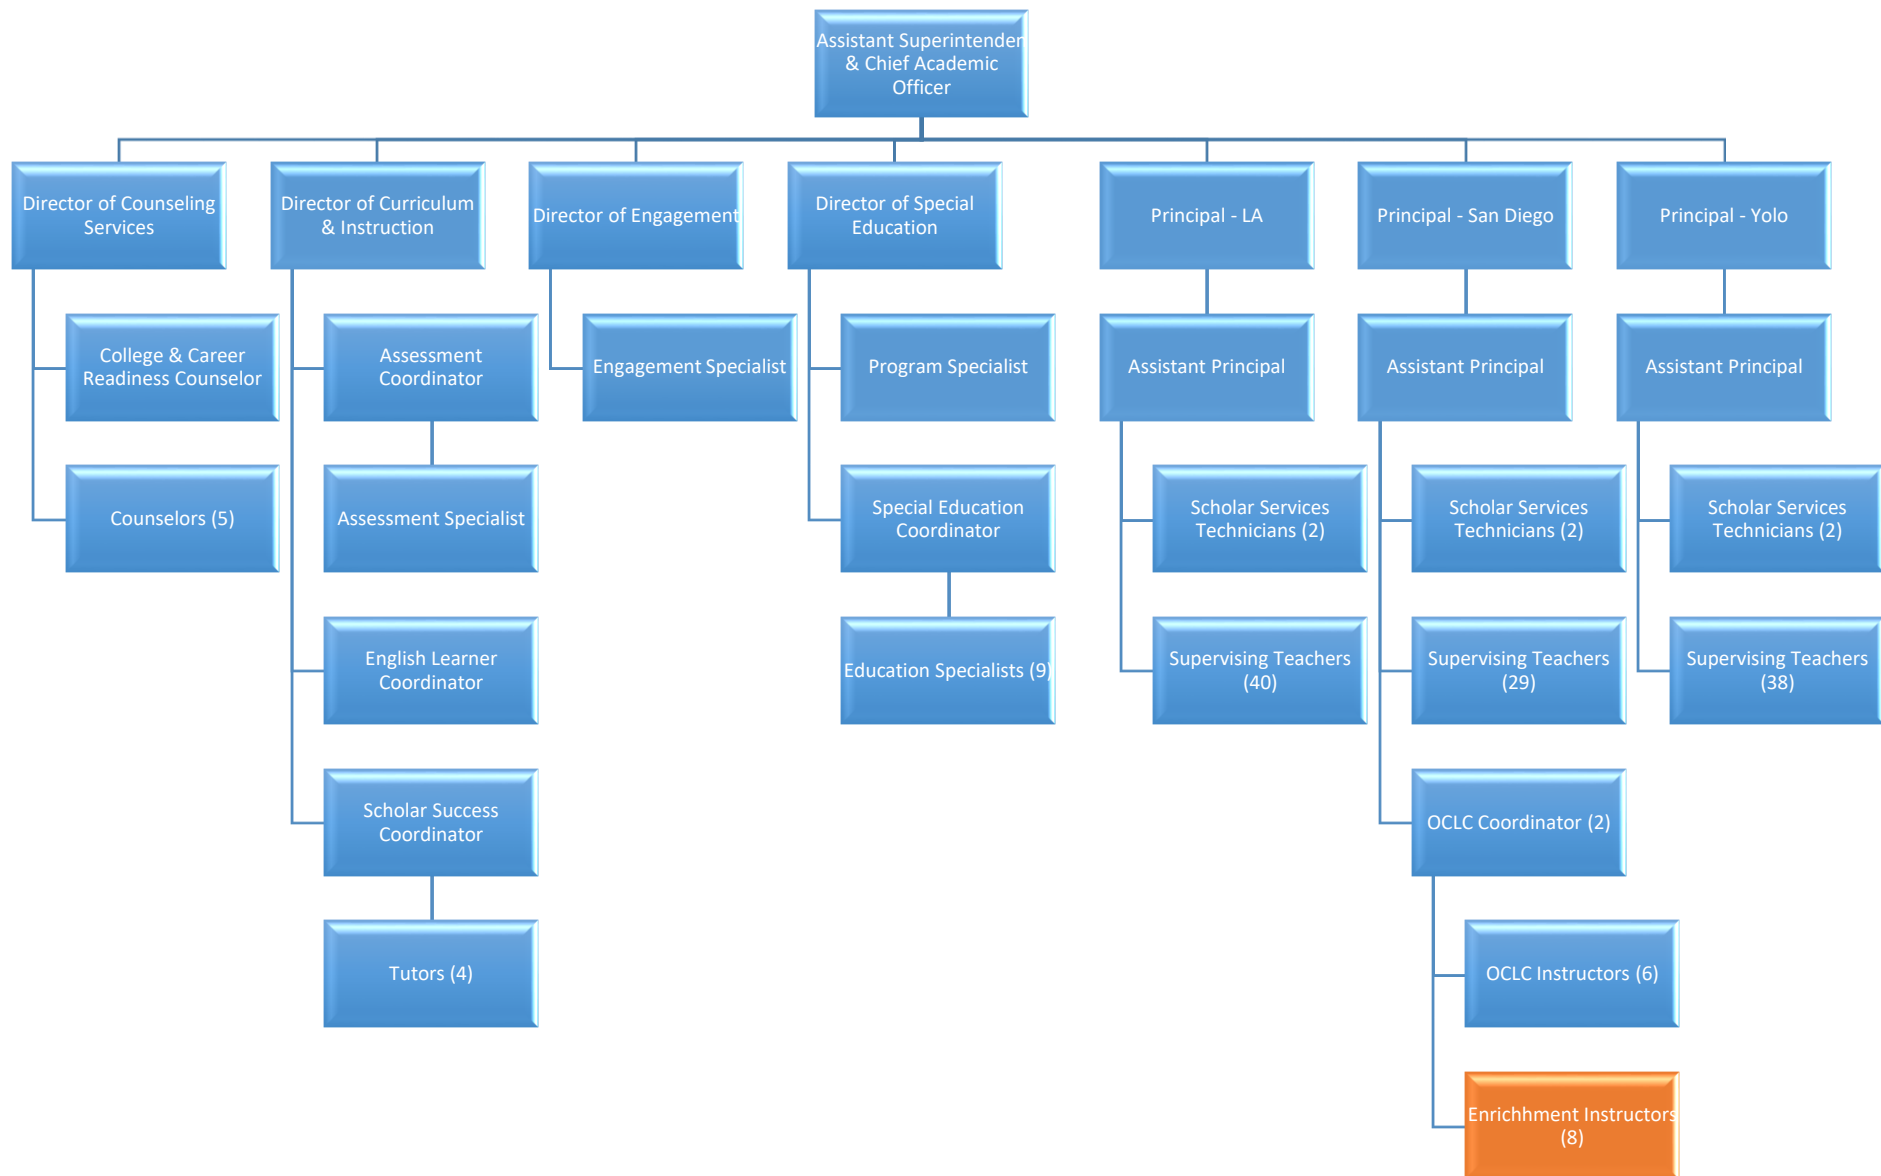 Assistant Superintenden
& Chief Academic
Officer
Director of Counseling
Services
Director of Curriculum
& Instruction
Director of Engagement
Director of Special
Education
Principal - LA
Principal - San Diego
Principal - Yolo
College & Career
Readiness Counselor
Assessment
Coordinator
Engagement Specialist
Program Specialist
Assistant Principal
Assistant Principal
Assistant Principal
Counselors (5)
Assessment Specialist
Special Education
Coordinator
Scholar Services
Technicians (2)
Scholar Services
Technicians (2)
Scholar Services
Technicians (2)
English Learner
Coordinator
Education Specialists (9)
Supervising Teachers
(40)
Supervising Teachers
(29)
Supervising Teachers
(38)
Scholar Success
Coordinator
OCLC Coordinator (2)
Tutors (4)
OCLC Instructors (6)
Enrichhment Instructors
(8)